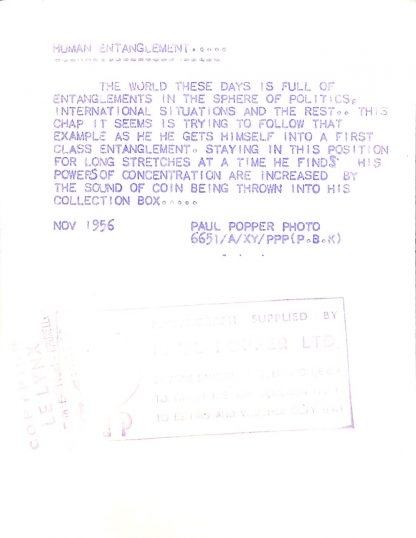 HUMAN ENTANGLEMENT.....
THE WORLD THESE DAYS IS FULL OF
ENTANGLEMENTS IN THE SPHERE OF POLITICS,
INTERNATIONAL SITUATIONS AND THE REST.. THIS
CHAP IT SEEMS IS TRYING TO FOLLOW THAT
EXAMPLE AS HE HE GETS HIMSELF INTO A FIRST
CLASS ENTANGLEMENT. STAYING IN THIS POSITION
FOR LONG STRETCHES AT A TIME HE FINDS HIS
POWERS OF CONCENTRATION ARE INCREASED BY
THE SOUND OF COIN BEING THROWN INTO HIS
COLLECTION BOX.....
NOV 1956 PAUL POPPER PHOTO
6651/A/XY/PPP(P.B.K)
SUPPLIED BY
POPPER LTD.
LE LYNX